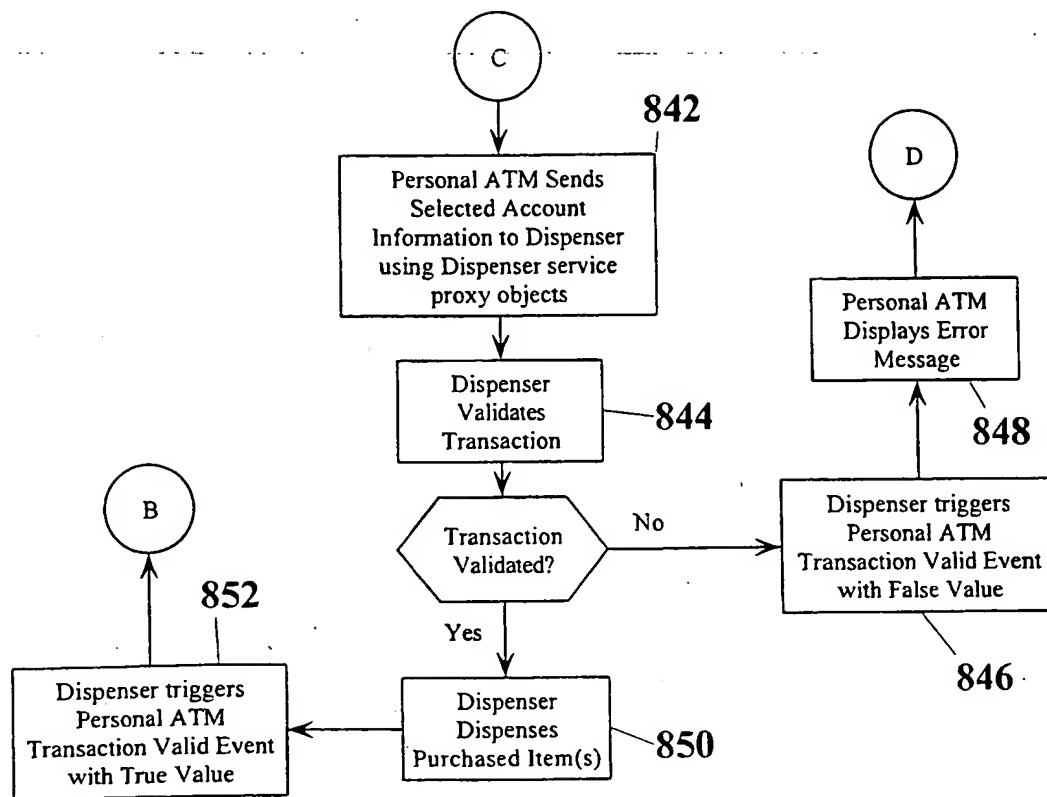 C
842
Personal ATM Sends
Selected Account
Information to Dispenser
using Dispenser service
proxy objects
D
Personal ATM
Displays Error
Message
848
Dispenser
Validates
Transaction
844
B
Transaction
Validated?
No
Yes
Dispenser triggers
Personal ATM
Transaction Valid Event
with False Value
846
852
Dispenser triggers
Personal ATM
Transaction Valid Event
with True Value
Dispenser
Dispenses
Purchased Item(s)
850